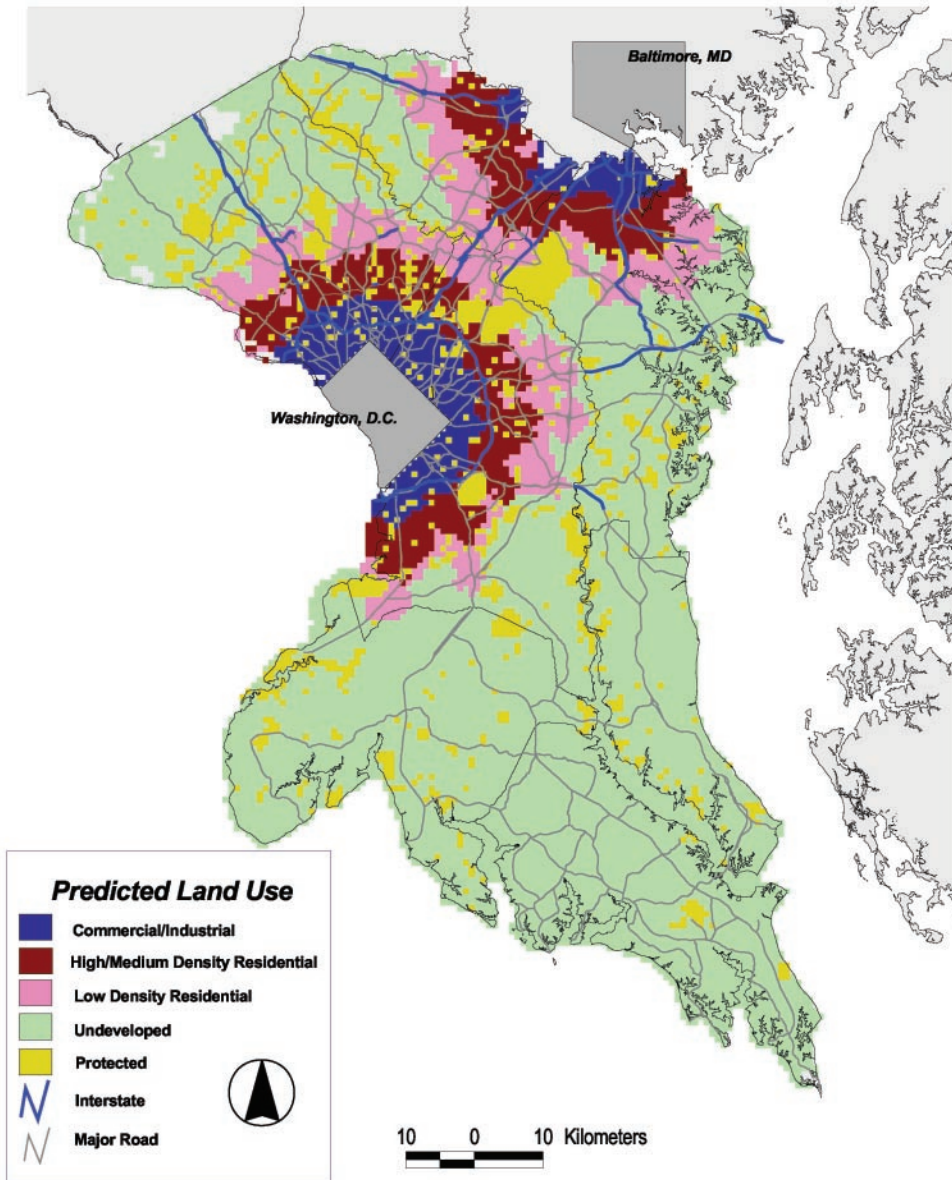 Baltimore, MD
Washington, D.C.
Predicted Land Use
Commercial/Industrial
High/Medium Density Residential
Low Density Residential
Undeveloped
Protected
Interstate
Major Road
10 0 10 Kilometers